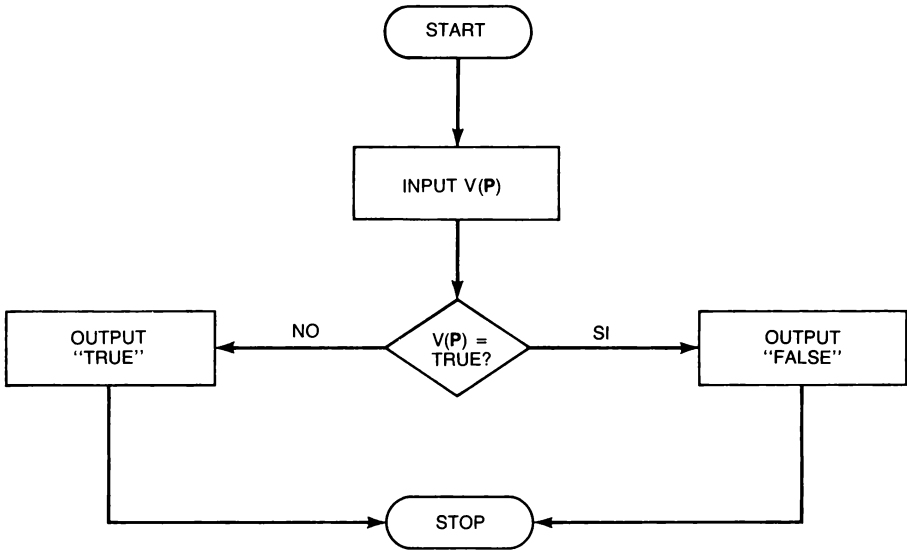 START
INPUT V(P)
OUTPUT
"TRUE"
NO
V(P) =
TRUE?
SI
OUTPUT
"FALSE"
STOP